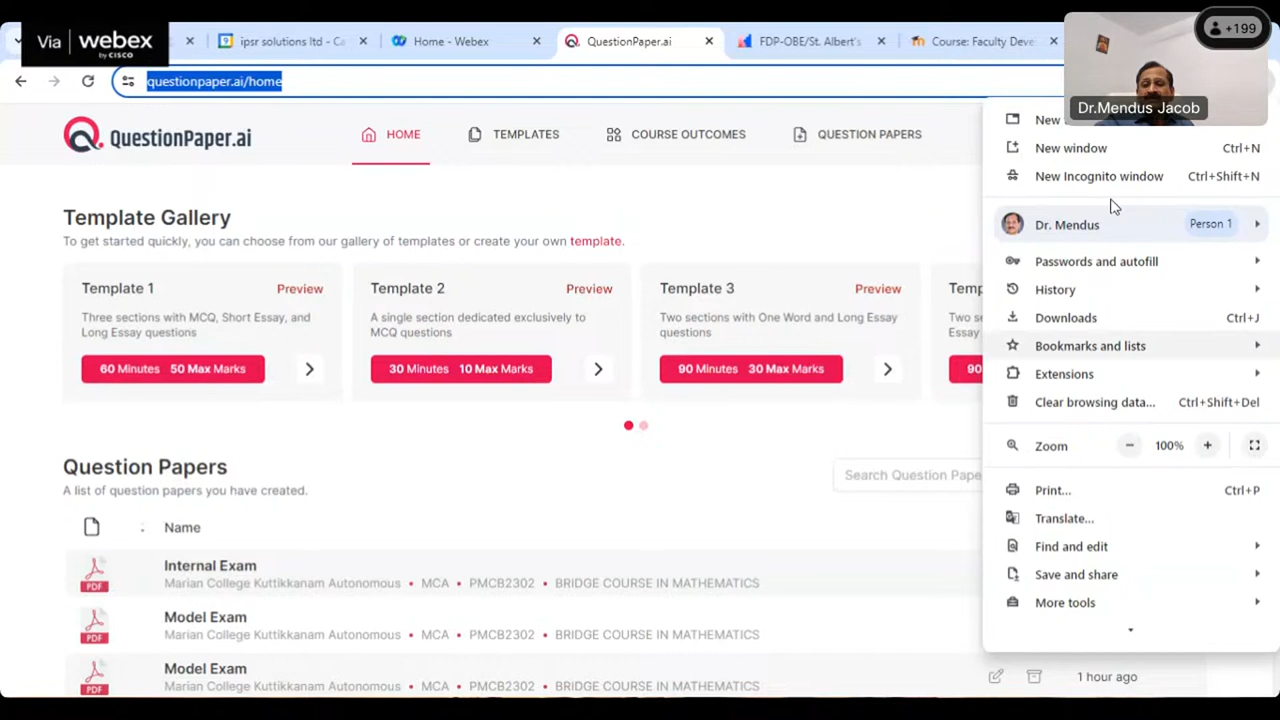 Via webex by CISCO
ipsr solutions ltd - Ca
Home - Webex
QuestionPaper.ai
FDP-OBE/St. Albert's
Course: Faculty Deve
+199
questionpaper.ai/home
Dr.Mendus Jacob
QuestionPaper.ai
HOME
TEMPLATES
COURSE OUTCOMES
QUESTION PAPERS
New
New window Ctrl+N
New Incognito window Ctrl+Shift+N
Dr. Mendus Person 1
Passwords and autofill
History
Downloads Ctrl+J
Bookmarks and lists
Extensions
Clear browsing data... Ctrl+Shift+Del
Zoom − 100% +
Print... Ctrl+P
Translate...
Find and edit
Save and share
More tools
Template Gallery
To get started quickly, you can choose from our gallery of templates or create your own template.
Template 1 Preview
Three sections with MCQ, Short Essay, and
Long Essay questions
60 Minutes 50 Max Marks
Template 2 Preview
A single section dedicated exclusively to
MCQ questions
30 Minutes 10 Max Marks
Template 3 Preview
Two sections with One Word and Long Essay
questions
90 Minutes 30 Max Marks
Temp
Two se
Essay
90
Question Papers
A list of question papers you have created.
Search Question Pape
Name
PDF
Internal Exam
Marian College Kuttikkanam Autonomous • MCA • PMCB2302 • BRIDGE COURSE IN MATHEMATICS
PDF
Model Exam
Marian College Kuttikkanam Autonomous • MCA • PMCB2302 • BRIDGE COURSE IN MATHEMATICS
PDF
Model Exam
Marian College Kuttikkanam Autonomous • MCA • PMCB2302 • BRIDGE COURSE IN MATHEMATICS
1 hour ago